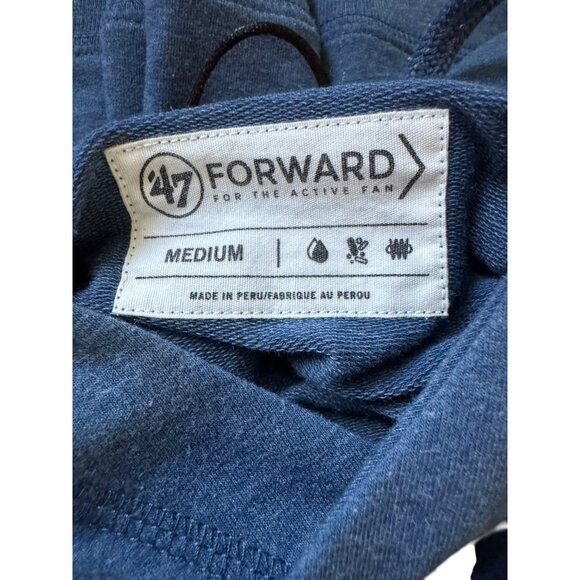 '47 FORWARD
FOR THE ACTIVE FAN
MEDIUM
MADE IN PERU/FABRIQUE AU PEROU